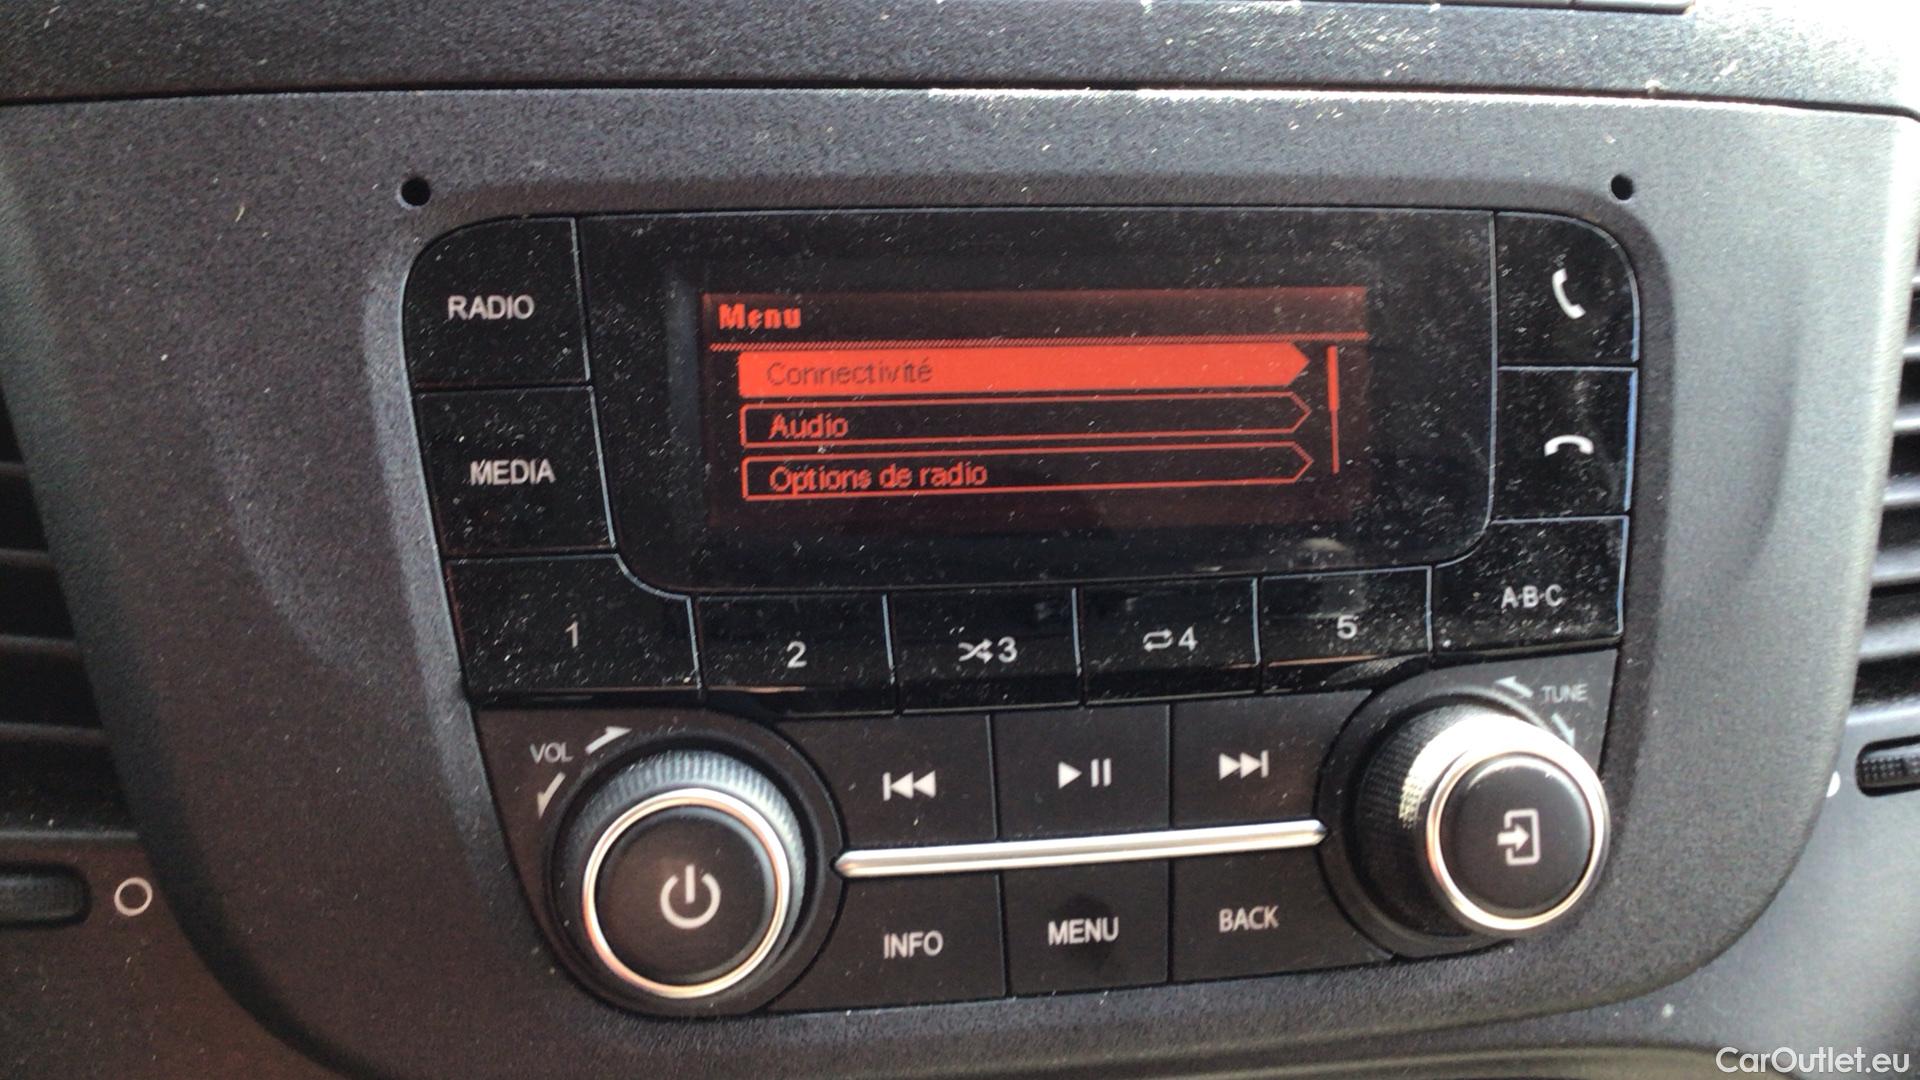 RADIO
MEDIA
Menu
Connectivité
Audio
Options de radio
1
2
3
4
5
A·B·C
VOL
TUNE
INFO
MENU
BACK
CarOutlet.eu